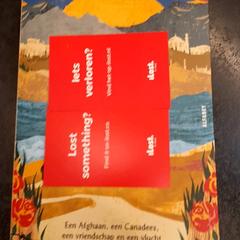 Iets
verloren?
Vind het op ilost.nl
iLost.
Lost
something?
Find it on ilost.co
iLost.
Een Afghaan, een Canadees,
een vriendschap en een vlucht